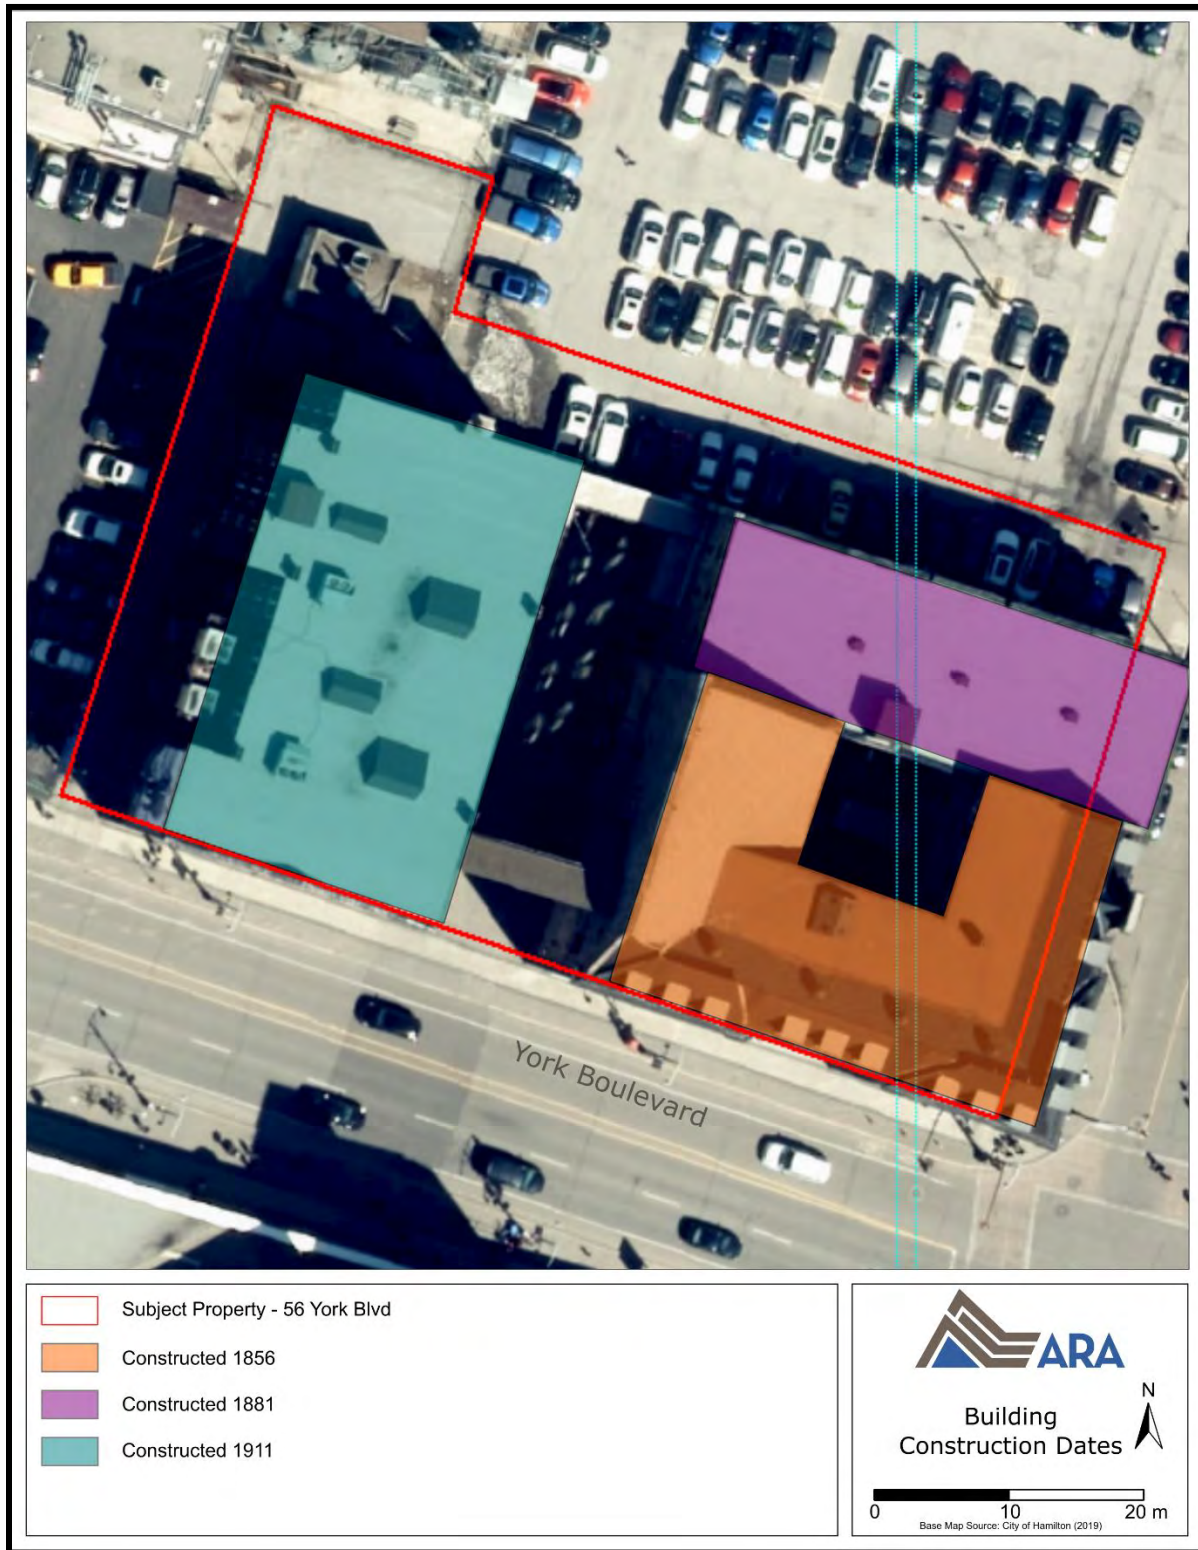 York Boulevard
Subject Property - 56 York Blvd
Constructed 1856
Constructed 1881
Constructed 1911
ARA
N
Building
Construction Dates
0 10 20 m
Base Map Source: City of Hamilton (2019)